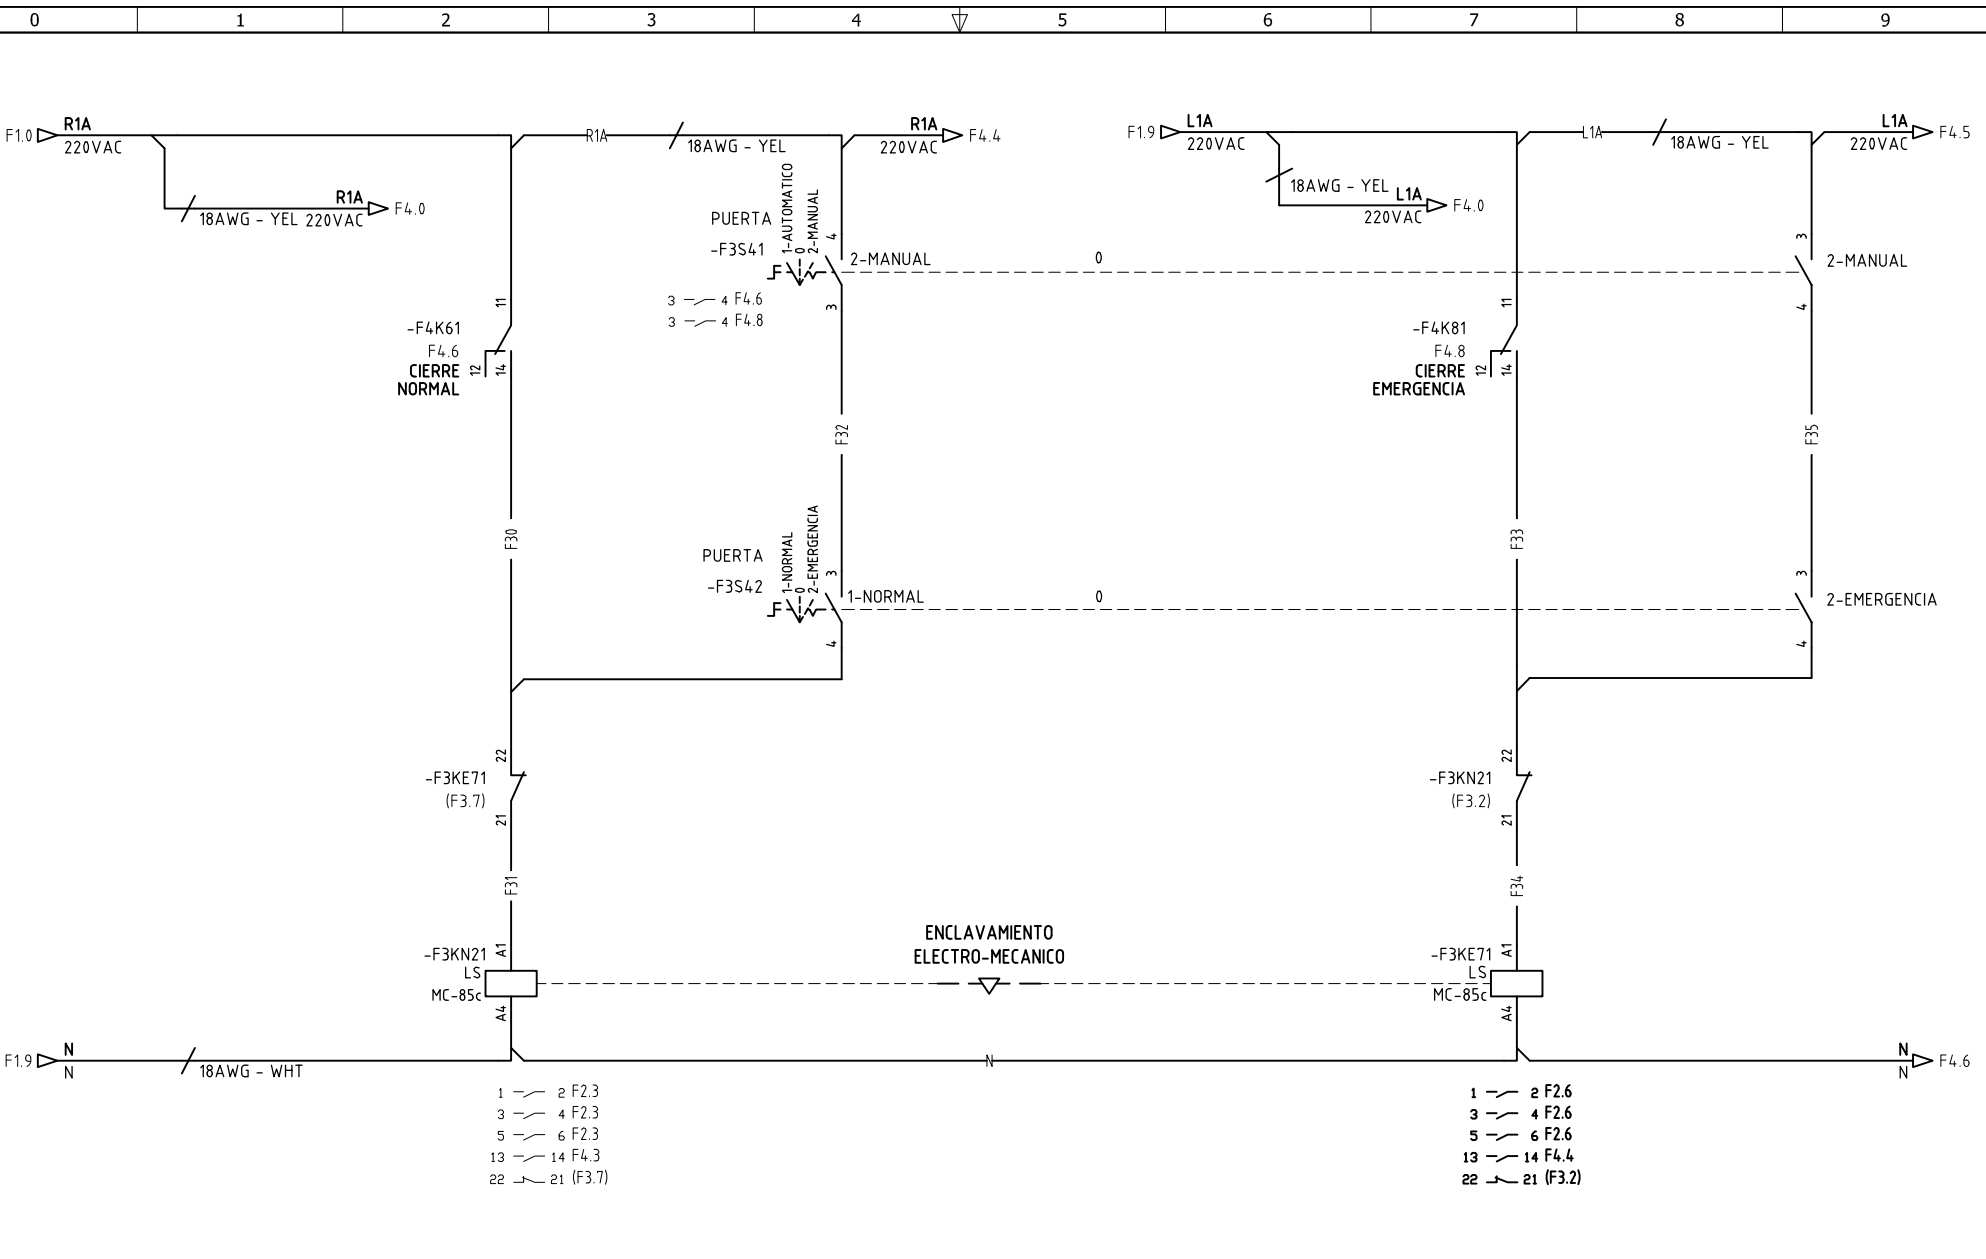 0 1 2 3 4 5 6 7 8 9
F1.0 R1A
220VAC
R1A
18AWG - YEL
R1A
220VAC
F4.4
F1.9
L1A
220VAC
L1A
18AWG - YEL
L1A
220VAC
F4.5
18AWG - YEL
R1A
220VAC
F4.0
18AWG - YEL
L1A
220VAC
F4.0
PUERTA
-F3S41
1-AUTOMATICO
0
2-MANUAL
4
2-MANUAL
3
0
3
2-MANUAL
4
3 4 F4.6
3 4 F4.8
11
-F4K61
F4.6
CIERRE
NORMAL
12
14
11
-F4K81
F4.8
CIERRE
EMERGENCIA
12
14
F32
F35
F30
F33
PUERTA
-F3S42
1-NORMAL
0
2-EMERGENCIA
3
1-NORMAL
4
0
3
2-EMERGENCIA
4
22
-F3KE71
(F3.7)
21
22
-F3KN21
(F3.2)
21
F31
F34
ENCLAVAMIENTO
ELECTRO-MECANICO
-F3KN21
LS
MC-85c
A1
A4
-F3KE71
LS
MC-85c
A1
A4
F1.9
N
N
18AWG - WHT
N
N
N
F4.6
1 2 F2.3
3 4 F2.3
5 6 F2.3
13 14 F4.3
22 21 (F3.7)
1 2 F2.6
3 4 F2.6
5 6 F2.6
13 14 F4.4
22 21 (F3.2)